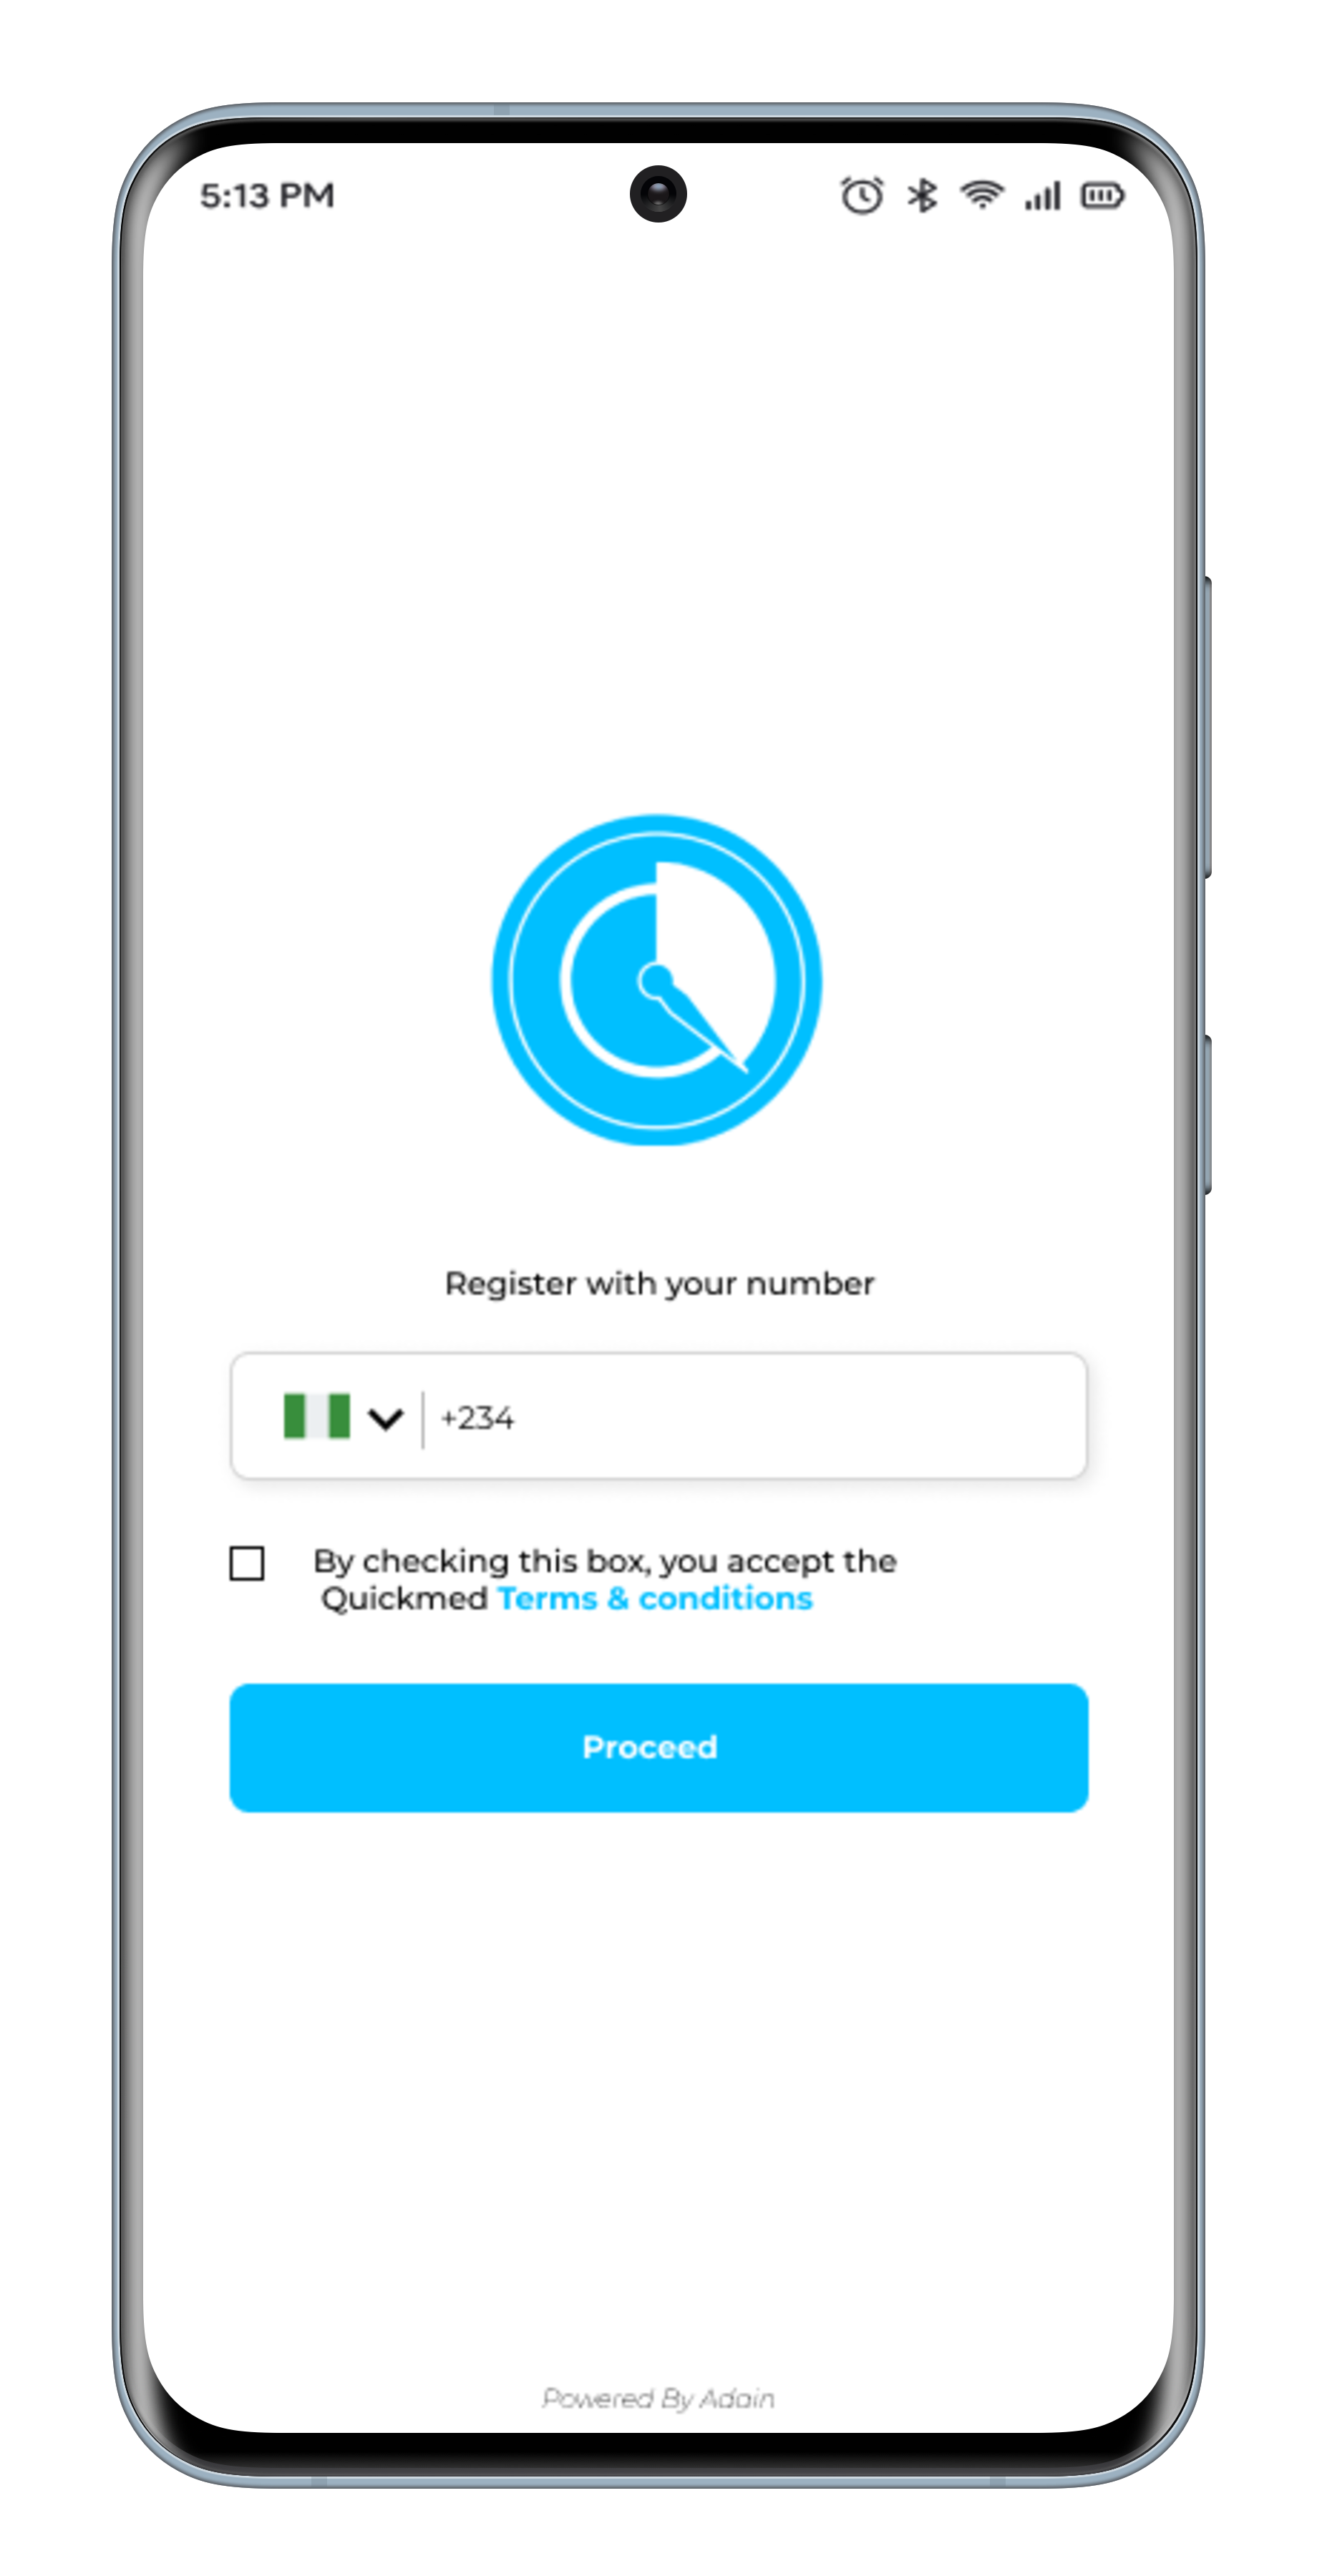 5:13 PM
Register with your number
+234
By checking this box, you accept the
Quickmed Terms & conditions
Proceed
Powered By Adain